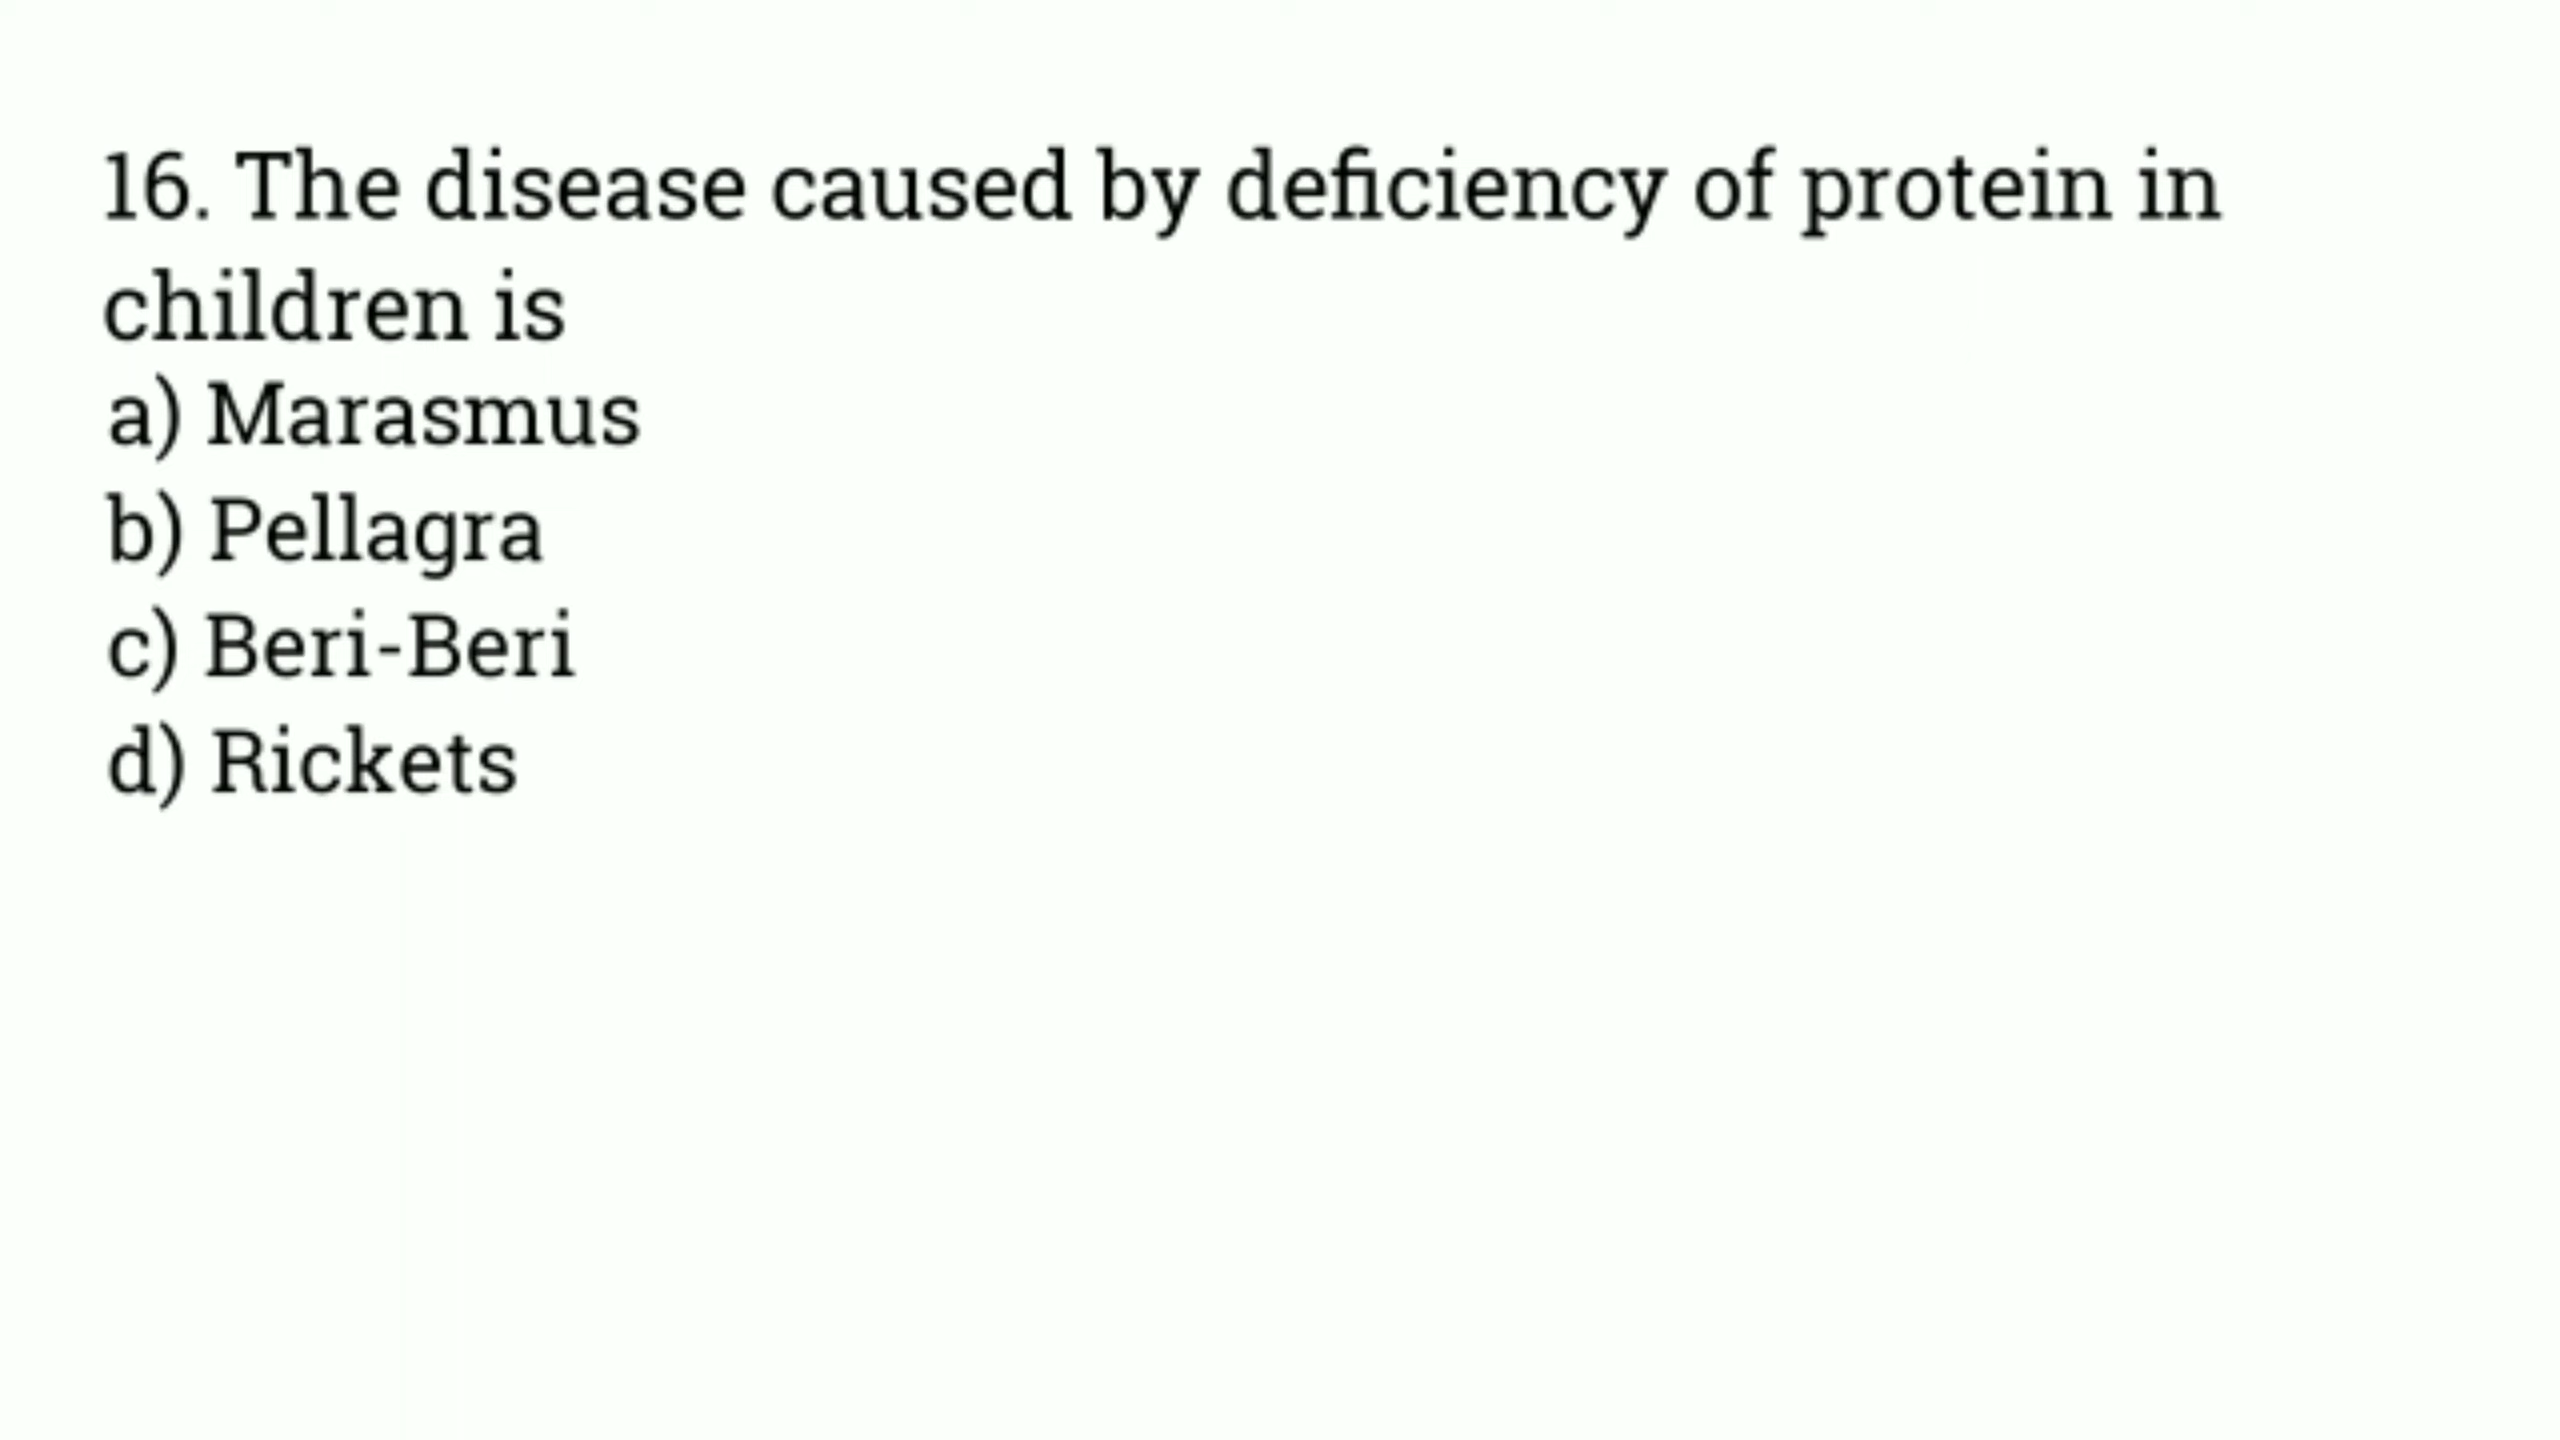 16. The disease caused by deficiency of protein in
children is
a) Marasmus
b) Pellagra
c) Beri-Beri
d) Rickets